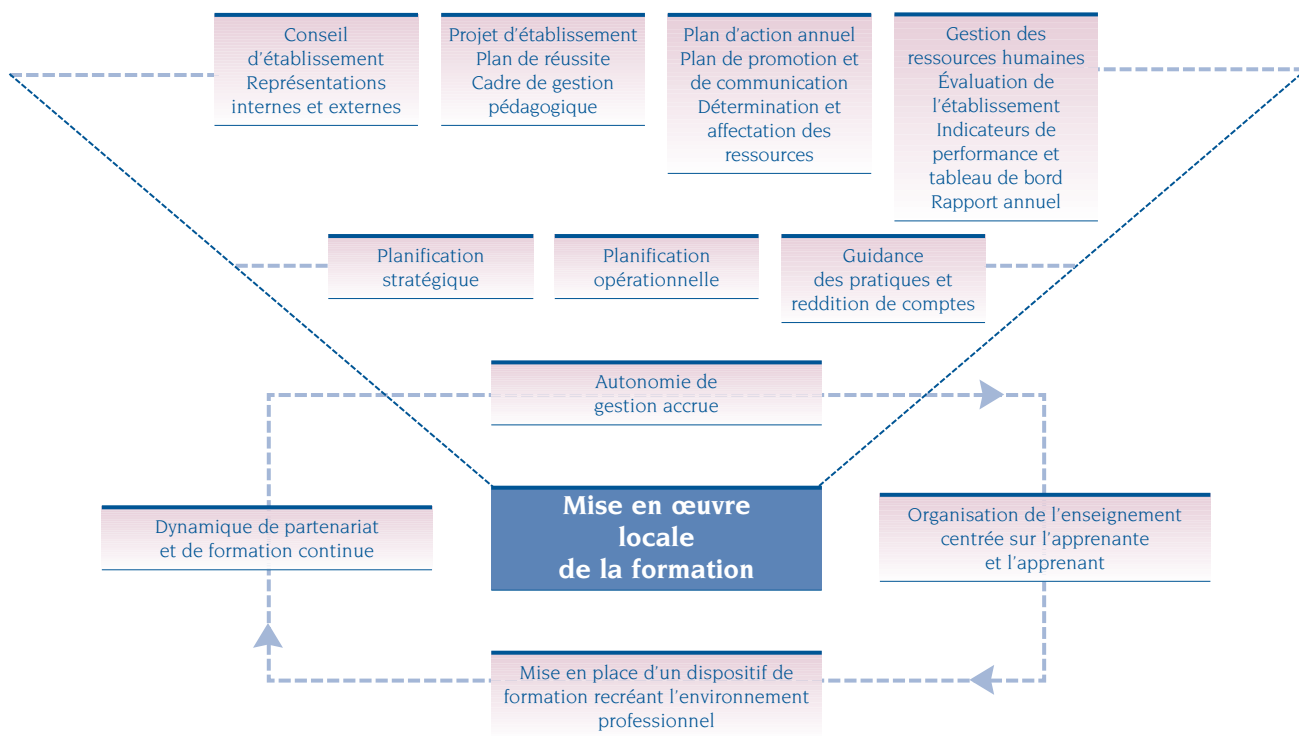 Conseil
d'établissement
Représentations
internes et externes
Projet d'établissement
Plan de réussite
Cadre de gestion
pédagogique
Plan d'action annuel
Plan de promotion et
de communication
Détermination et
affectation des
ressources
Gestion des
ressources humaines
Évaluation de
l'établissement
Indicateurs de
performance et
tableau de bord
Rapport annuel
Planification
stratégique
Planification
opérationnelle
Guidance
des pratiques et
reddition de comptes
Autonomie de
gestion accrue
Dynamique de partenariat
et de formation continue
Mise en œuvre
locale
de la formation
Organisation de l'enseignement
centrée sur l'apprenante
et l'apprenant
Mise en place d'un dispositif de
formation recréant l'environnement
professionnel